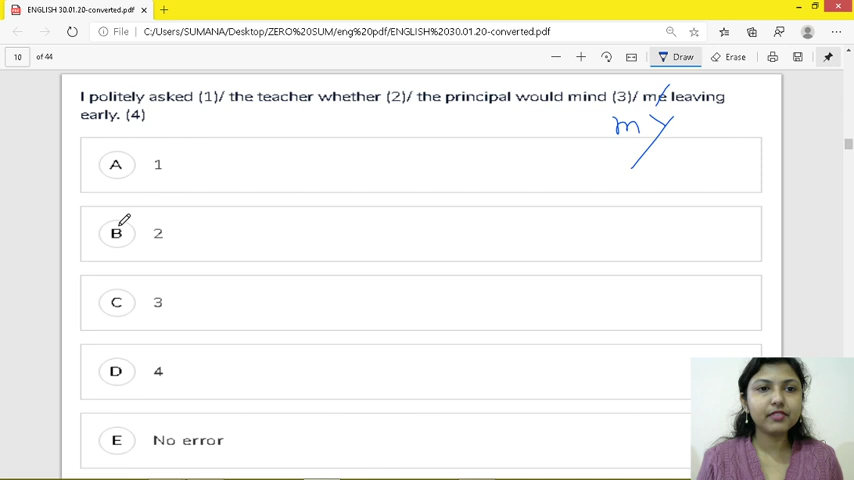 ENGLISH 30.01.20-converted.pdf
File
C:/Users/SUMANA/Desktop/ZERO%20SUM/eng%20pdf/ENGLISH%2030.01.20-converted.pdf
10 of 44
Draw
Erase
I politely asked (1)/ the teacher whether (2)/ the principal would mind (3)/ me leaving
early. (4)
my
A 1
B 2
C 3
D 4
E No error